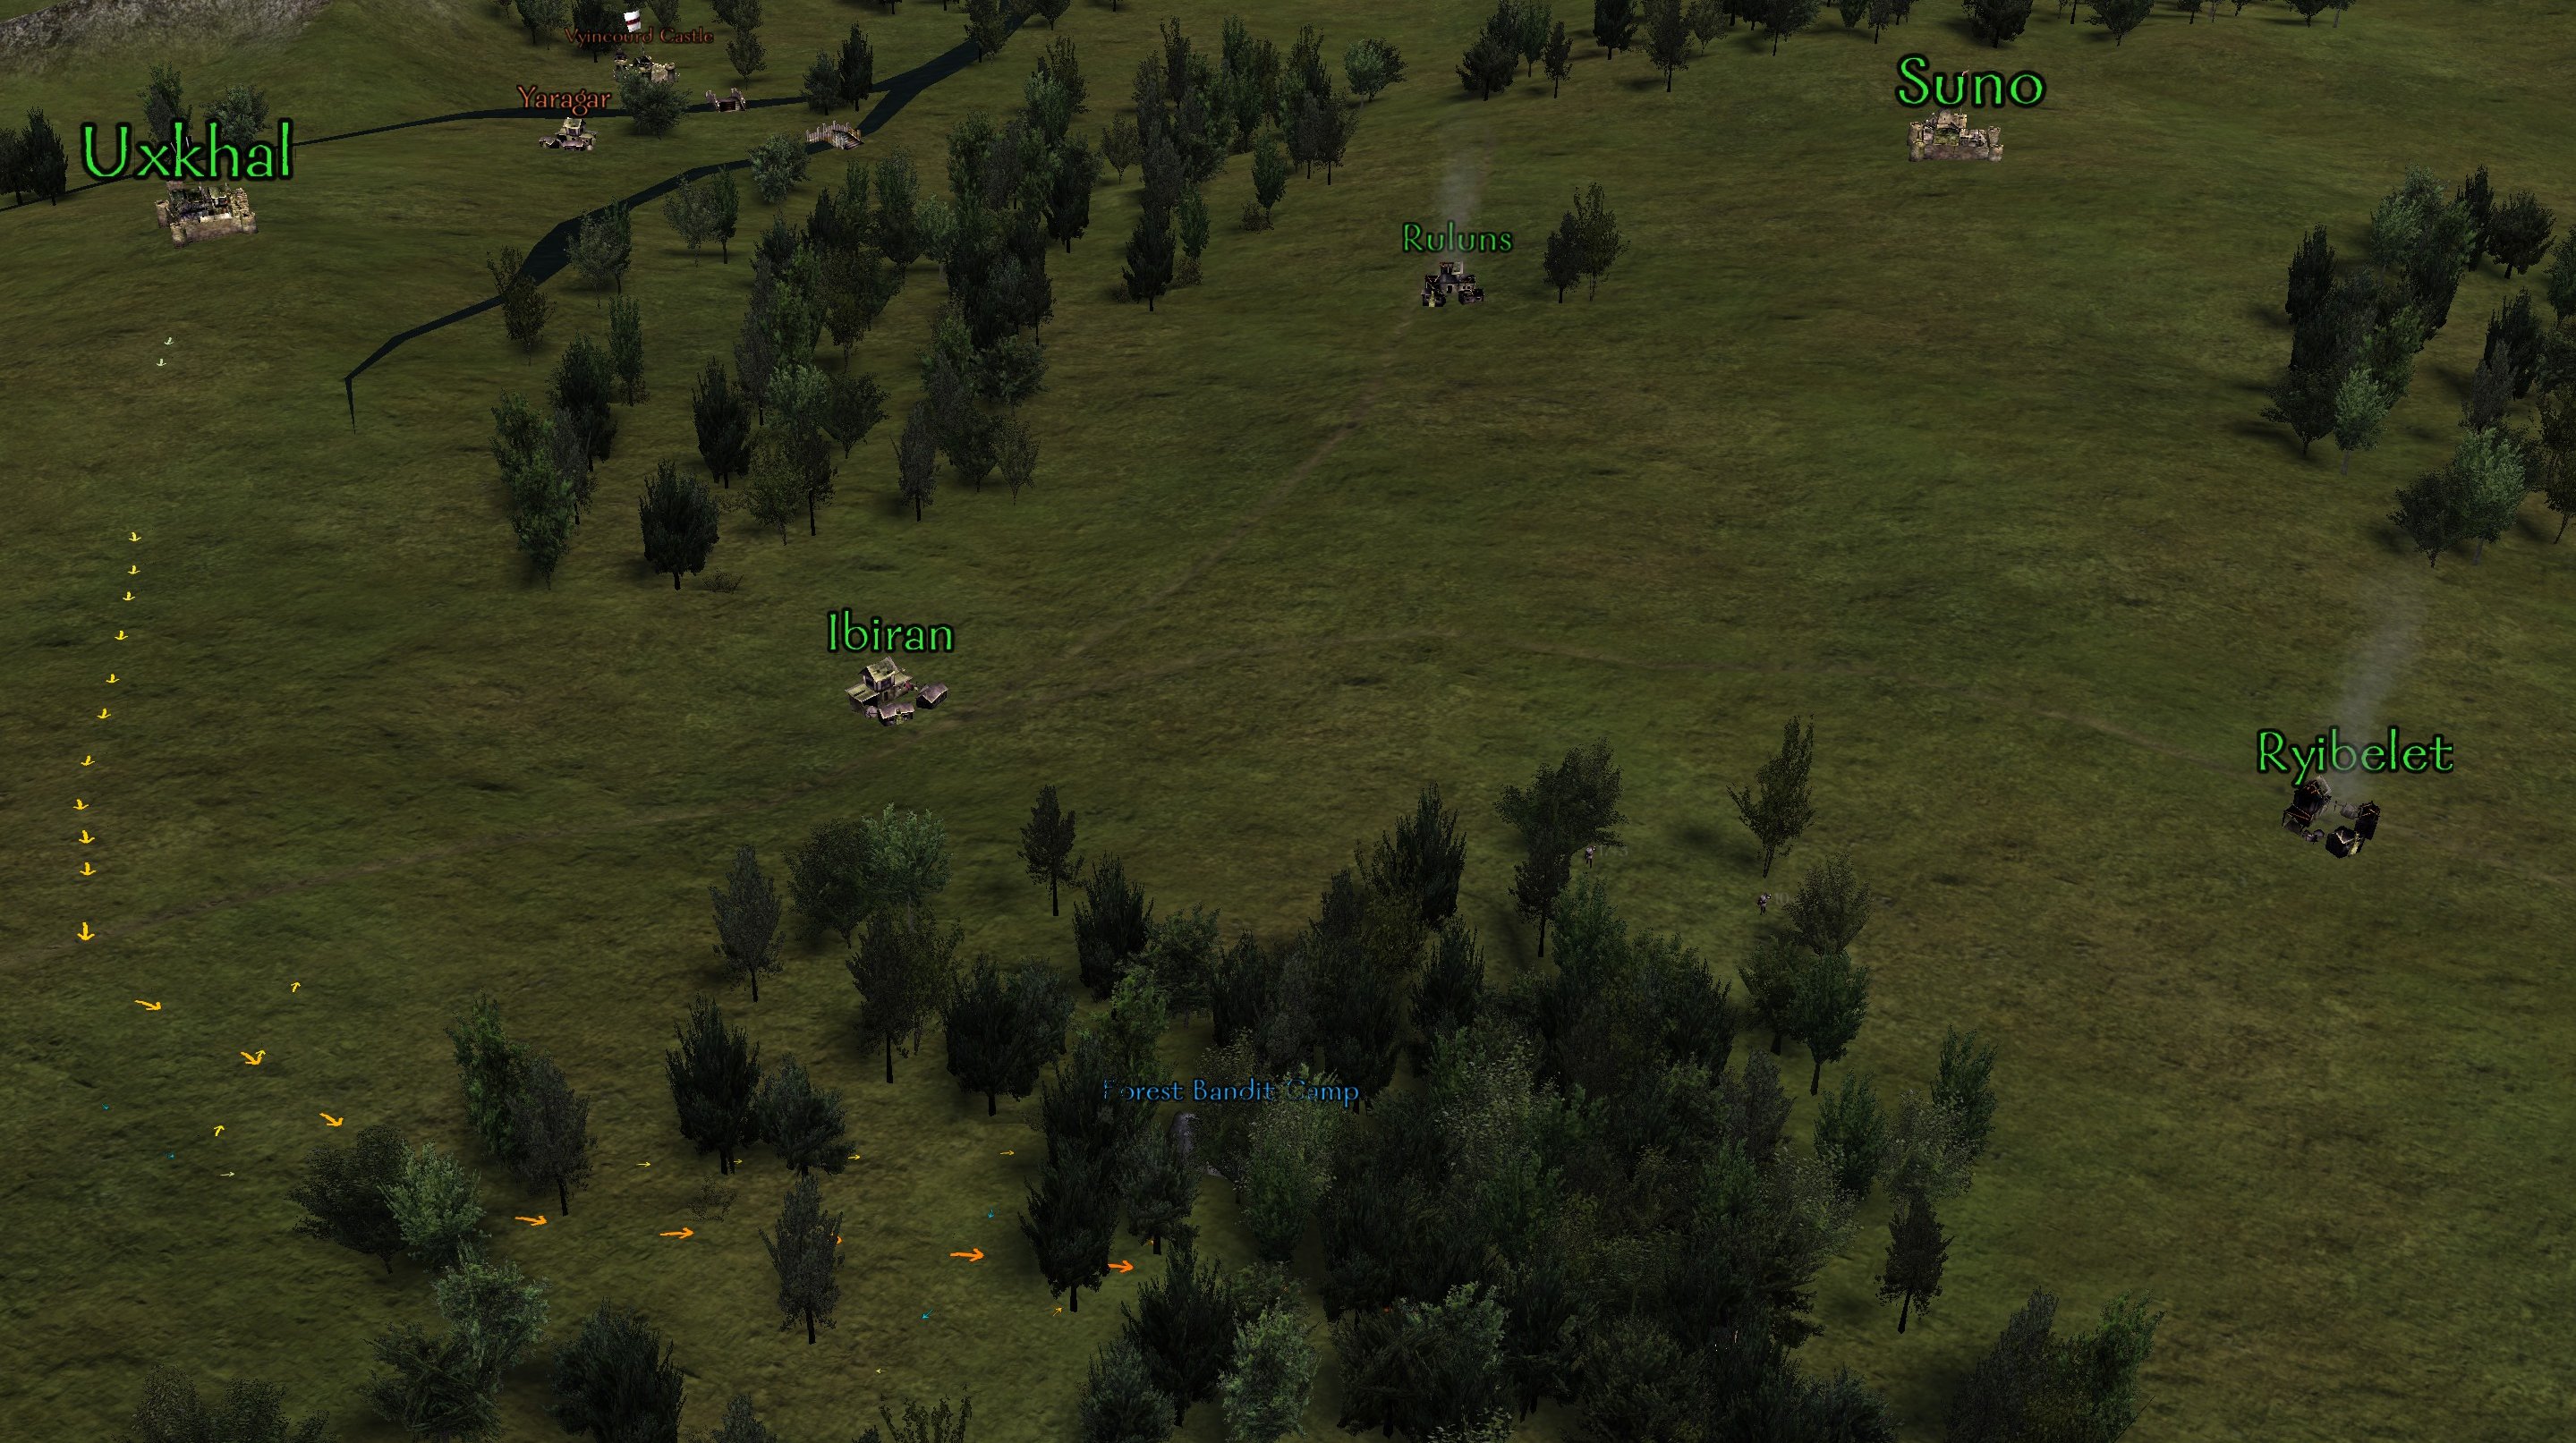 Vyincourd Castle
Yaragar
Uxkhal
Suno
Ruluns
Ibiran
Ryibelet
Forest Bandit Camp